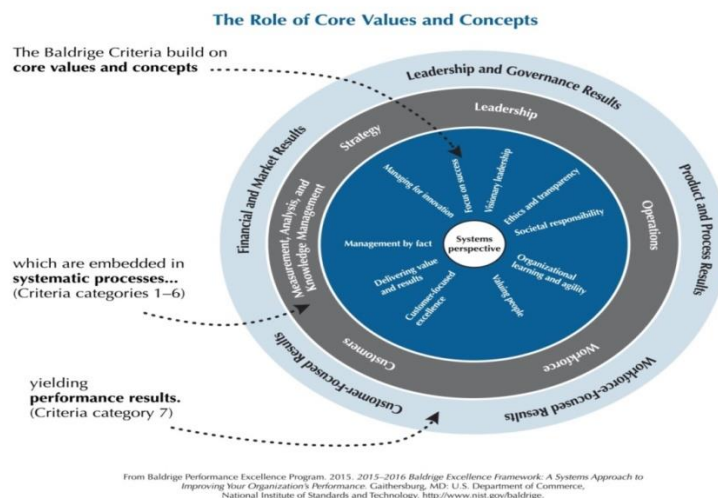 The Role of Core Values and Concepts
The Baldrige Criteria build on
core values and concepts
which are embedded in
systematic processes...
(Criteria categories 1–6)
yielding
performance results.
(Criteria category 7)
Leadership and Governance Results
Product and Process Results
Workforce-Focused Results
Customer-Focused Results
Financial and Market Results
Leadership
Operations
Workforce
Customers
Measurement, Analysis, and
Knowledge Management
Strategy
Focus on success
Visionary leadership
Ethics and transparency
Societal responsibility
Organizational
learning and agility
Valuing people
Customer-focused
excellence
Delivering value
and results
Management by fact
Managing for innovation
Systems
perspective
From Baldrige Performance Excellence Program. 2015. 2015–2016 Baldrige Excellence Framework: A Systems Approach to
Improving Your Organization's Performance. Gaithersburg, MD: U.S. Department of Commerce,
National Institute of Standards and Technology. http://www.nist.gov/baldrige.